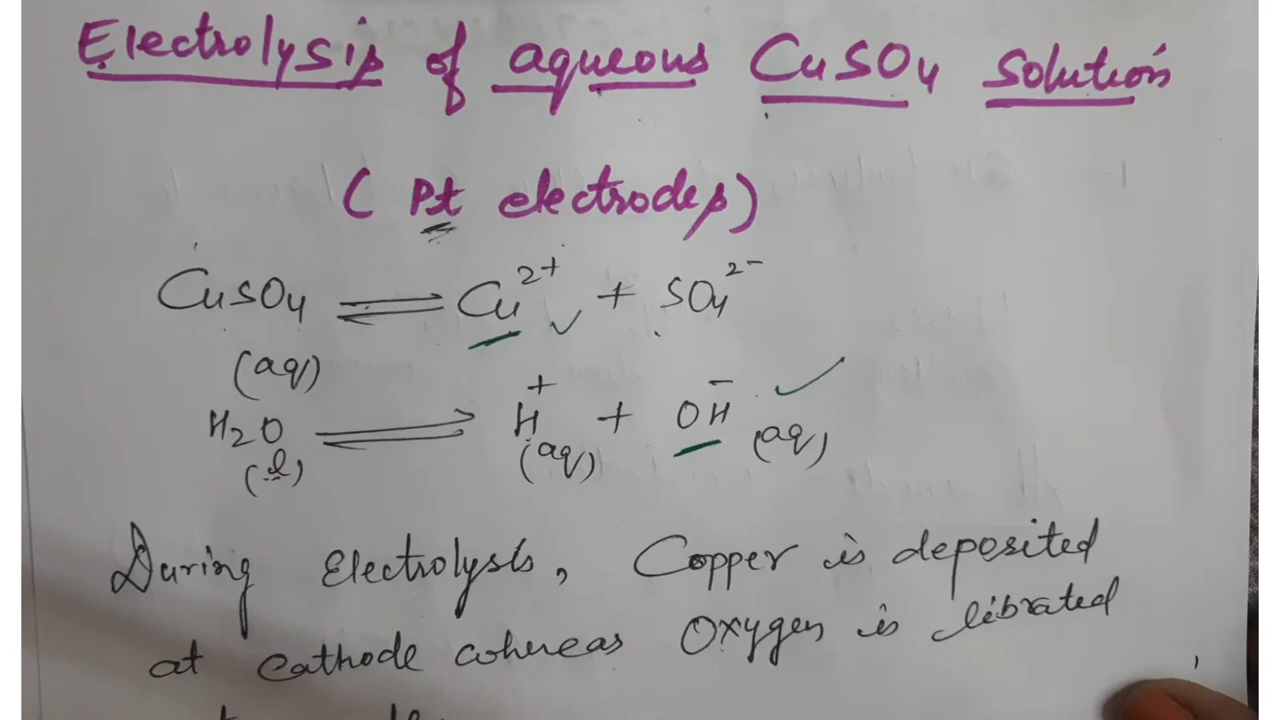 Electrolysis of aqueous CuSO4 solution
(Pt electrodes)
CuSO4 ⇌ Cu²⁺ + SO4²⁻
(aq)
H2O ⇌ H⁺ + OH⁻
(l) (aq) (aq)
During Electrolysis, Copper is deposited
at cathode whereas Oxygen is librated